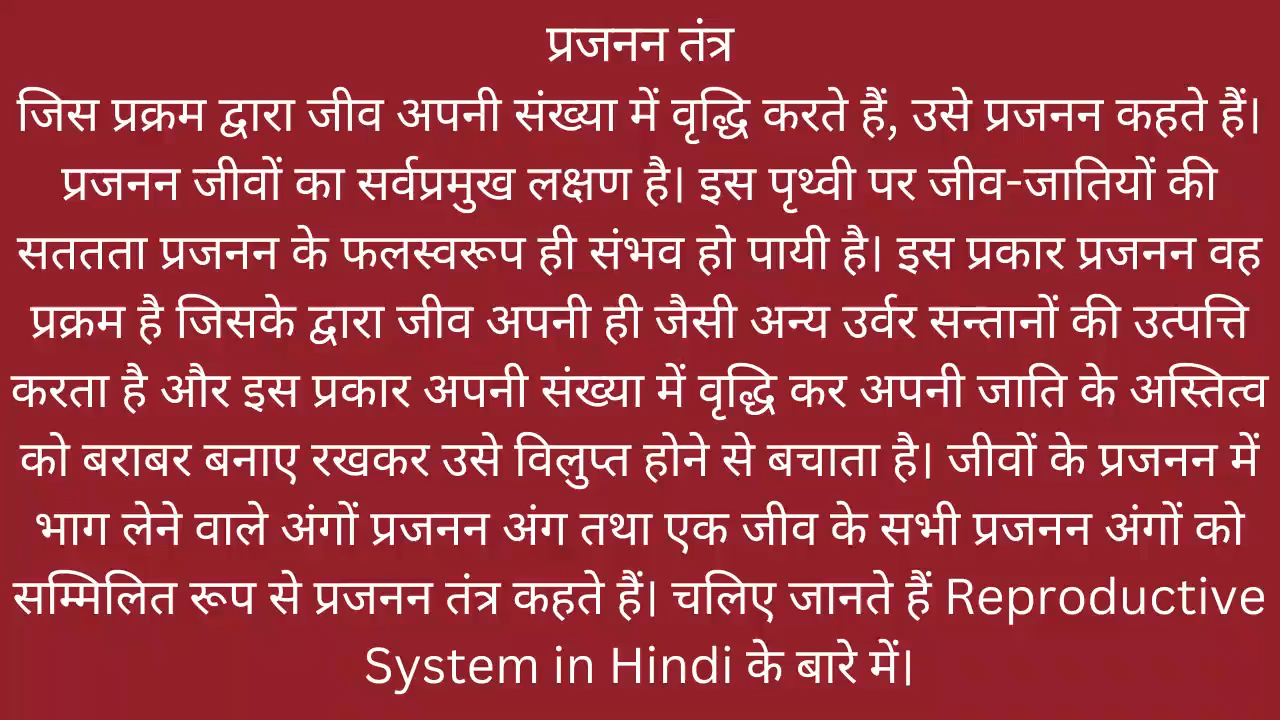 प्रजनन तंत्र
जिस प्रक्रम द्वारा जीव अपनी संख्या में वृद्धि करते हैं, उसे प्रजनन कहते हैं।
प्रजनन जीवों का सर्वप्रमुख लक्षण है। इस पृथ्वी पर जीव-जातियों की
सततता प्रजनन के फलस्वरूप ही संभव हो पायी है। इस प्रकार प्रजनन वह
प्रक्रम है जिसके द्वारा जीव अपनी ही जैसी अन्य उर्वर सन्तानों की उत्पत्ति
करता है और इस प्रकार अपनी संख्या में वृद्धि कर अपनी जाति के अस्तित्व
को बराबर बनाए रखकर उसे विलुप्त होने से बचाता है। जीवों के प्रजनन में
भाग लेने वाले अंगों प्रजनन अंग तथा एक जीव के सभी प्रजनन अंगों को
सम्मिलित रूप से प्रजनन तंत्र कहते हैं। चलिए जानते हैं Reproductive
System in Hindi के बारे में।